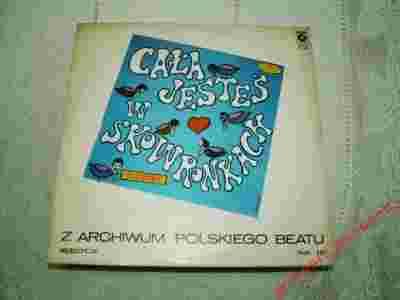 CAŁA
JESTEŚ
W
SKOWRONKACH
Z ARCHIWUM POLSKIEGO BEATU